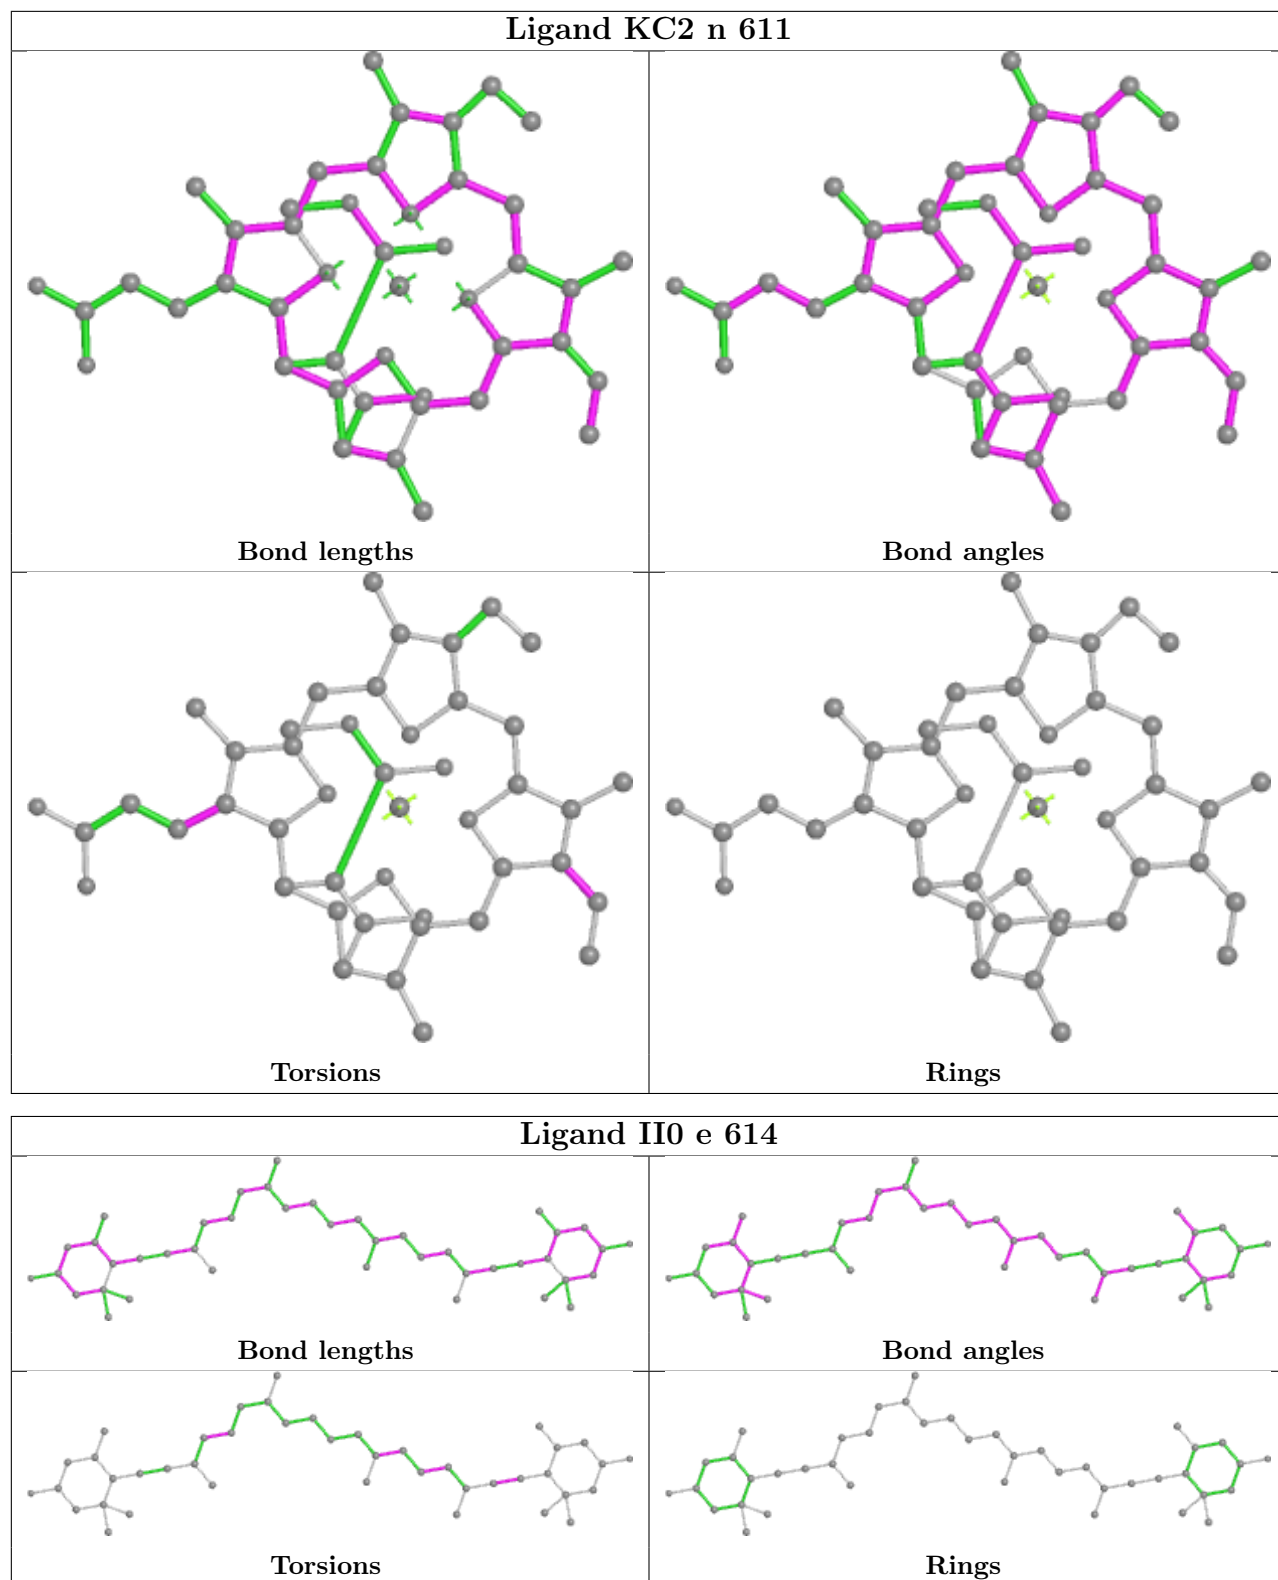 Ligand KC2 n 611
Bond lengths
Bond angles
Torsions
Rings
Ligand II0 e 614
Bond lengths
Bond angles
Torsions
Rings